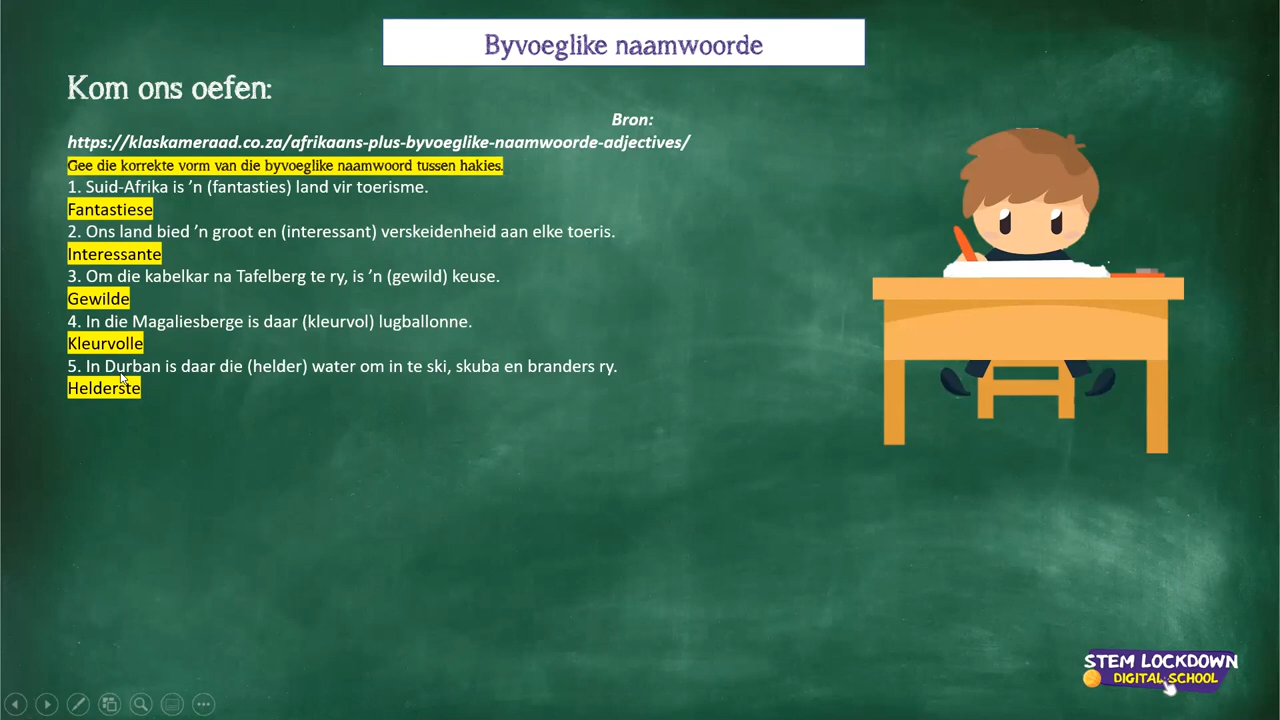 Byvoeglike naamwoorde
Kom ons oefen:
Bron:
https://klaskameraad.co.za/afrikaans-plus-byvoeglike-naamwoorde-adjectives/
Gee die korrekte vorm van die byvoeglike naamwoord tussen hakies.
1. Suid-Afrika is ’n (fantasties) land vir toerisme.
Fantastiese
2. Ons land bied ’n groot en (interessant) verskeidenheid aan elke toeris.
Interessante
3. Om die kabelkar na Tafelberg te ry, is ’n (gewild) keuse.
Gewilde
4. In die Magaliesberge is daar (kleurvol) lugballonne.
Kleurvolle
5. In Durban is daar die (helder) water om in te ski, skuba en branders ry.
Helderste
STEM LOCKDOWN
DIGITAL SCHOOL